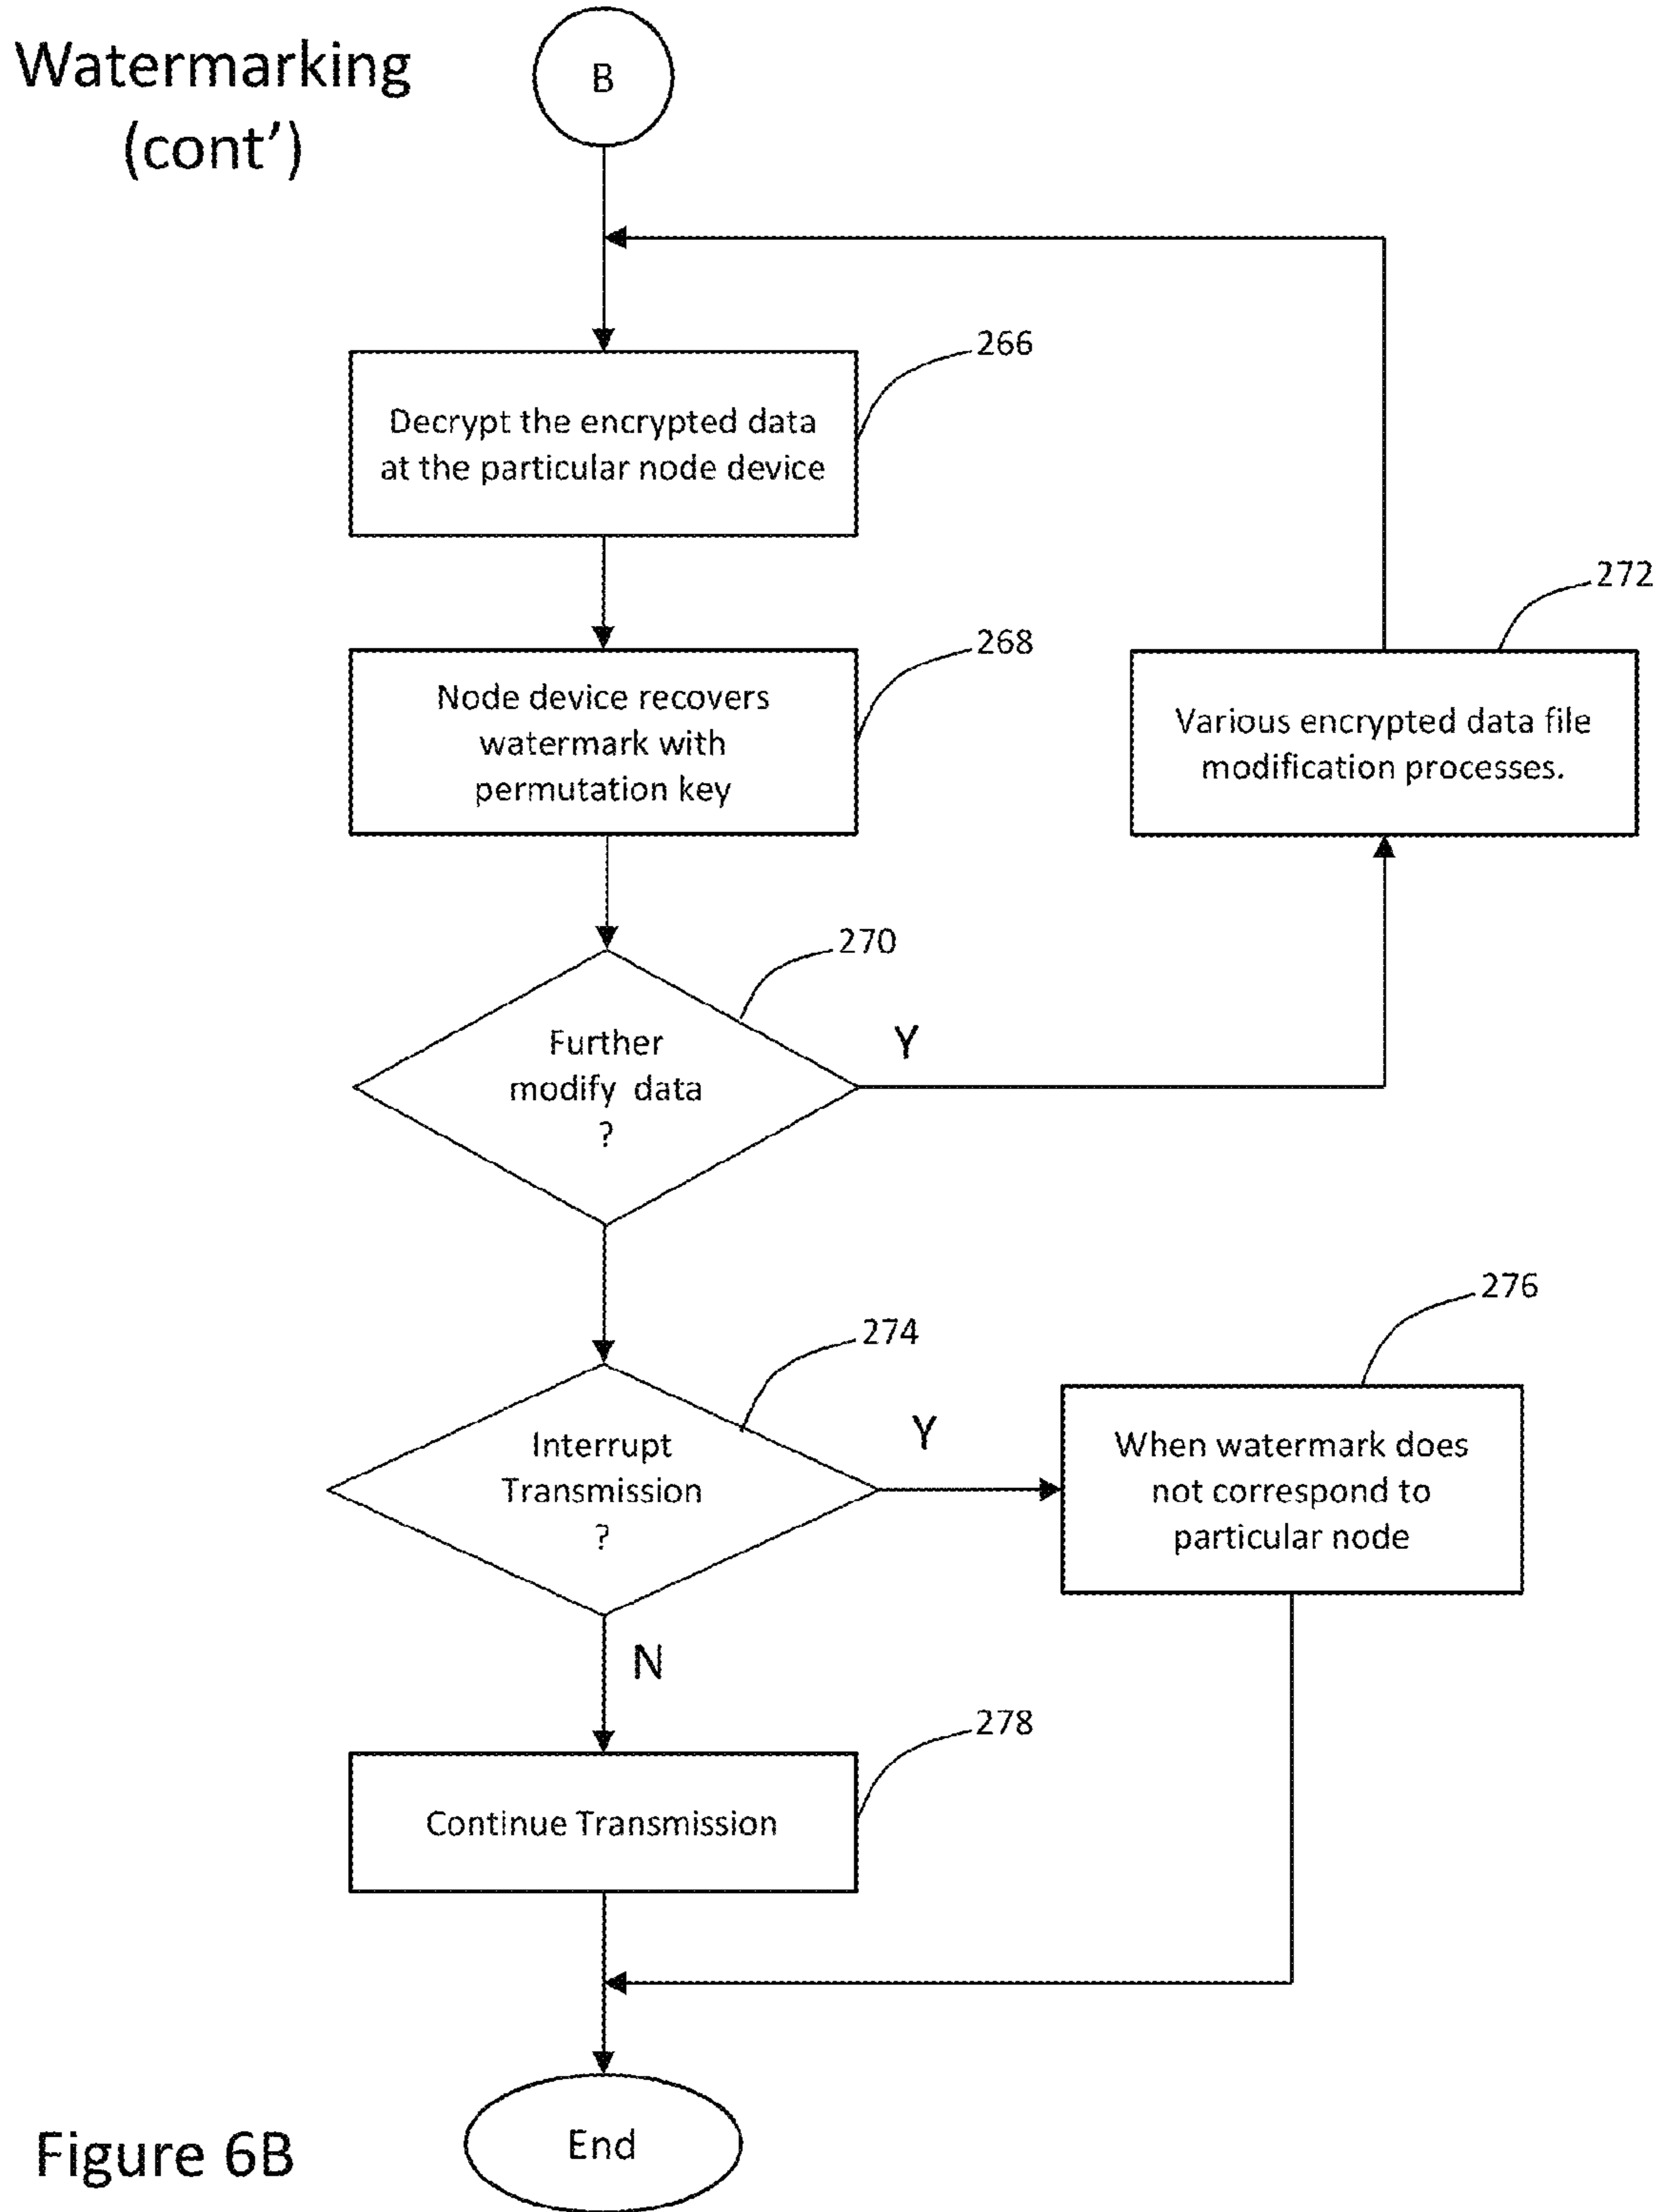 Watermarking
(cont')
B
266
Decrypt the encrypted data
at the particular node device
272
268
Node device recovers
watermark with
permutation key
Various encrypted data file
modification processes.
270
Further
modify data
?
Y
276
274
Interrupt
Transmission
?
Y
When watermark does
not correspond to
particular node
N
278
Continue Transmission
End
Figure 6B